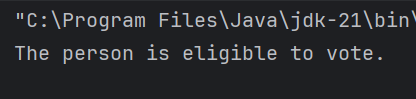 "C:\Program Files\Java\jdk-21\bin\
The person is eligible to vote.